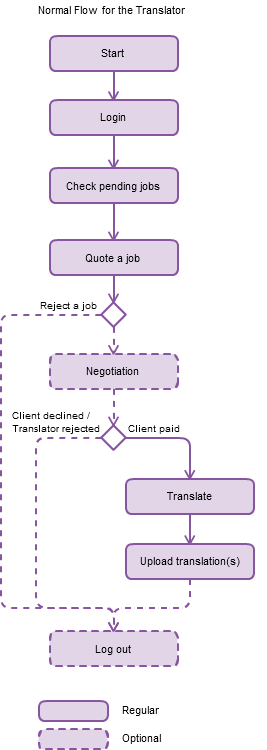 Normal Flow for the Translator
Start
Login
Check pending jobs
Quote a job
Reject a job
Negotiation
Client declined /
Translator rejected
Client paid
Translate
Upload translation(s)
Log out
Regular
Optional